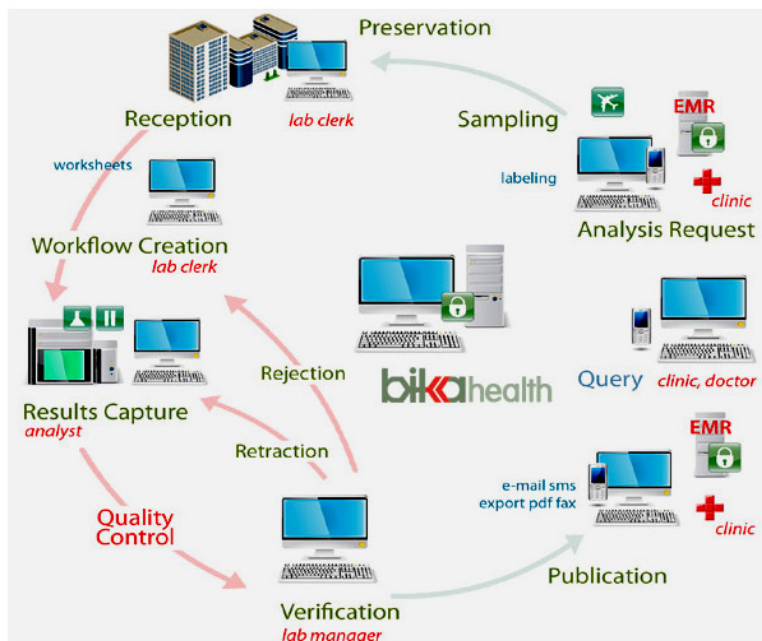 Preservation
EMR
Reception
lab clerk
Sampling
worksheets
labeling
clinic
Workflow Creation
lab clerk
Analysis Request
Rejection
bikahealth
Query
clinic, doctor
Results Capture
analyst
Retraction
EMR
e-mail sms
export pdf fax
Quality
Control
clinic
Publication
Verification
lab manager